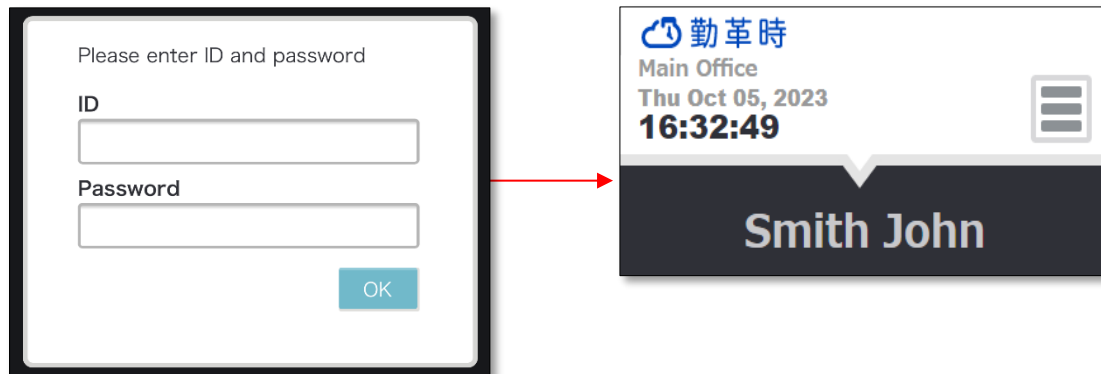 Please enter ID and password
ID
Password
OK
勤革時
Main Office
Thu Oct 05, 2023
16:32:49
Smith John